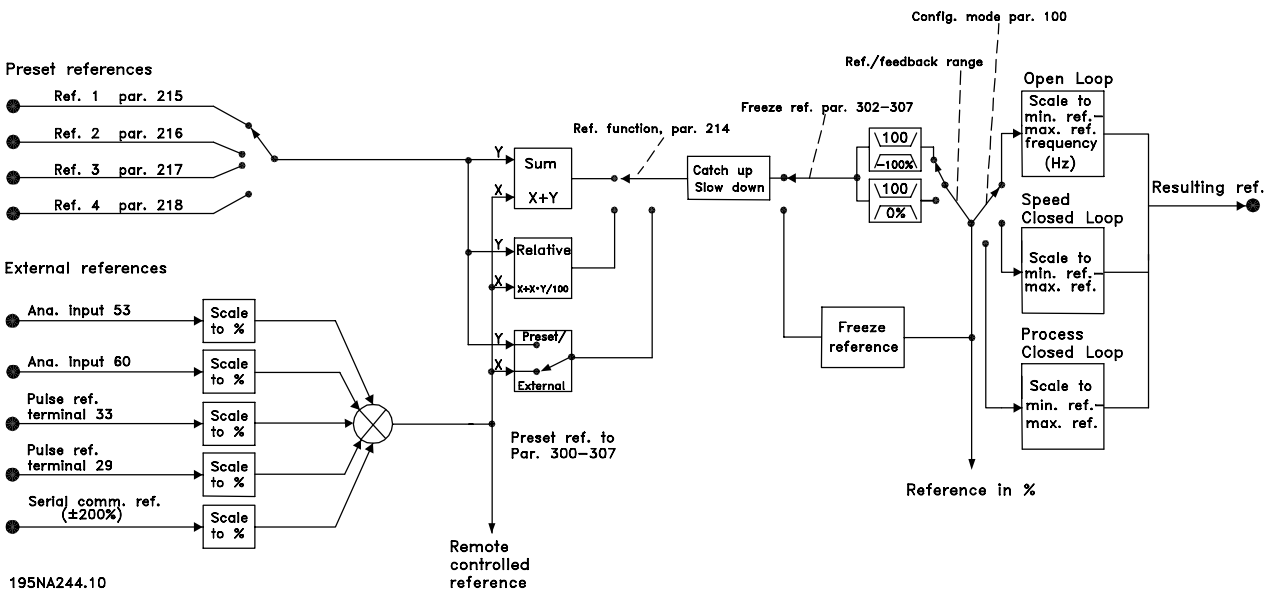 Config. mode par. 100
Ref./feedback range
Preset references
Ref. 1 par. 215
Ref. 2 par. 216
Ref. 3 par. 217
Ref. 4 par. 218
External references
Ana. input 53
Ana. input 60
Pulse ref.
terminal 33
Pulse ref.
terminal 29
Serial comm. ref.
(±200%)
Scale
to %
Scale
to %
Scale
to %
Scale
to %
Scale
to %
Y
Sum
X
X+Y
Y
Relative
X
X+X•Y/100
Y
Preset/
X
External
Preset ref. to
Par. 300-307
Remote
controlled
reference
Ref. function, par. 214
Catch up
Slow down
Freeze ref. par. 302-307
100
-100%
100
0%
Freeze
reference
Reference in %
Open Loop
Scale to
min. ref.-
max. ref.
frequency
(Hz)
Speed
Closed Loop
Scale to
min. ref.-
max. ref.
Process
Closed Loop
Scale to
min. ref.-
max. ref.
Resulting ref.
195NA244.10